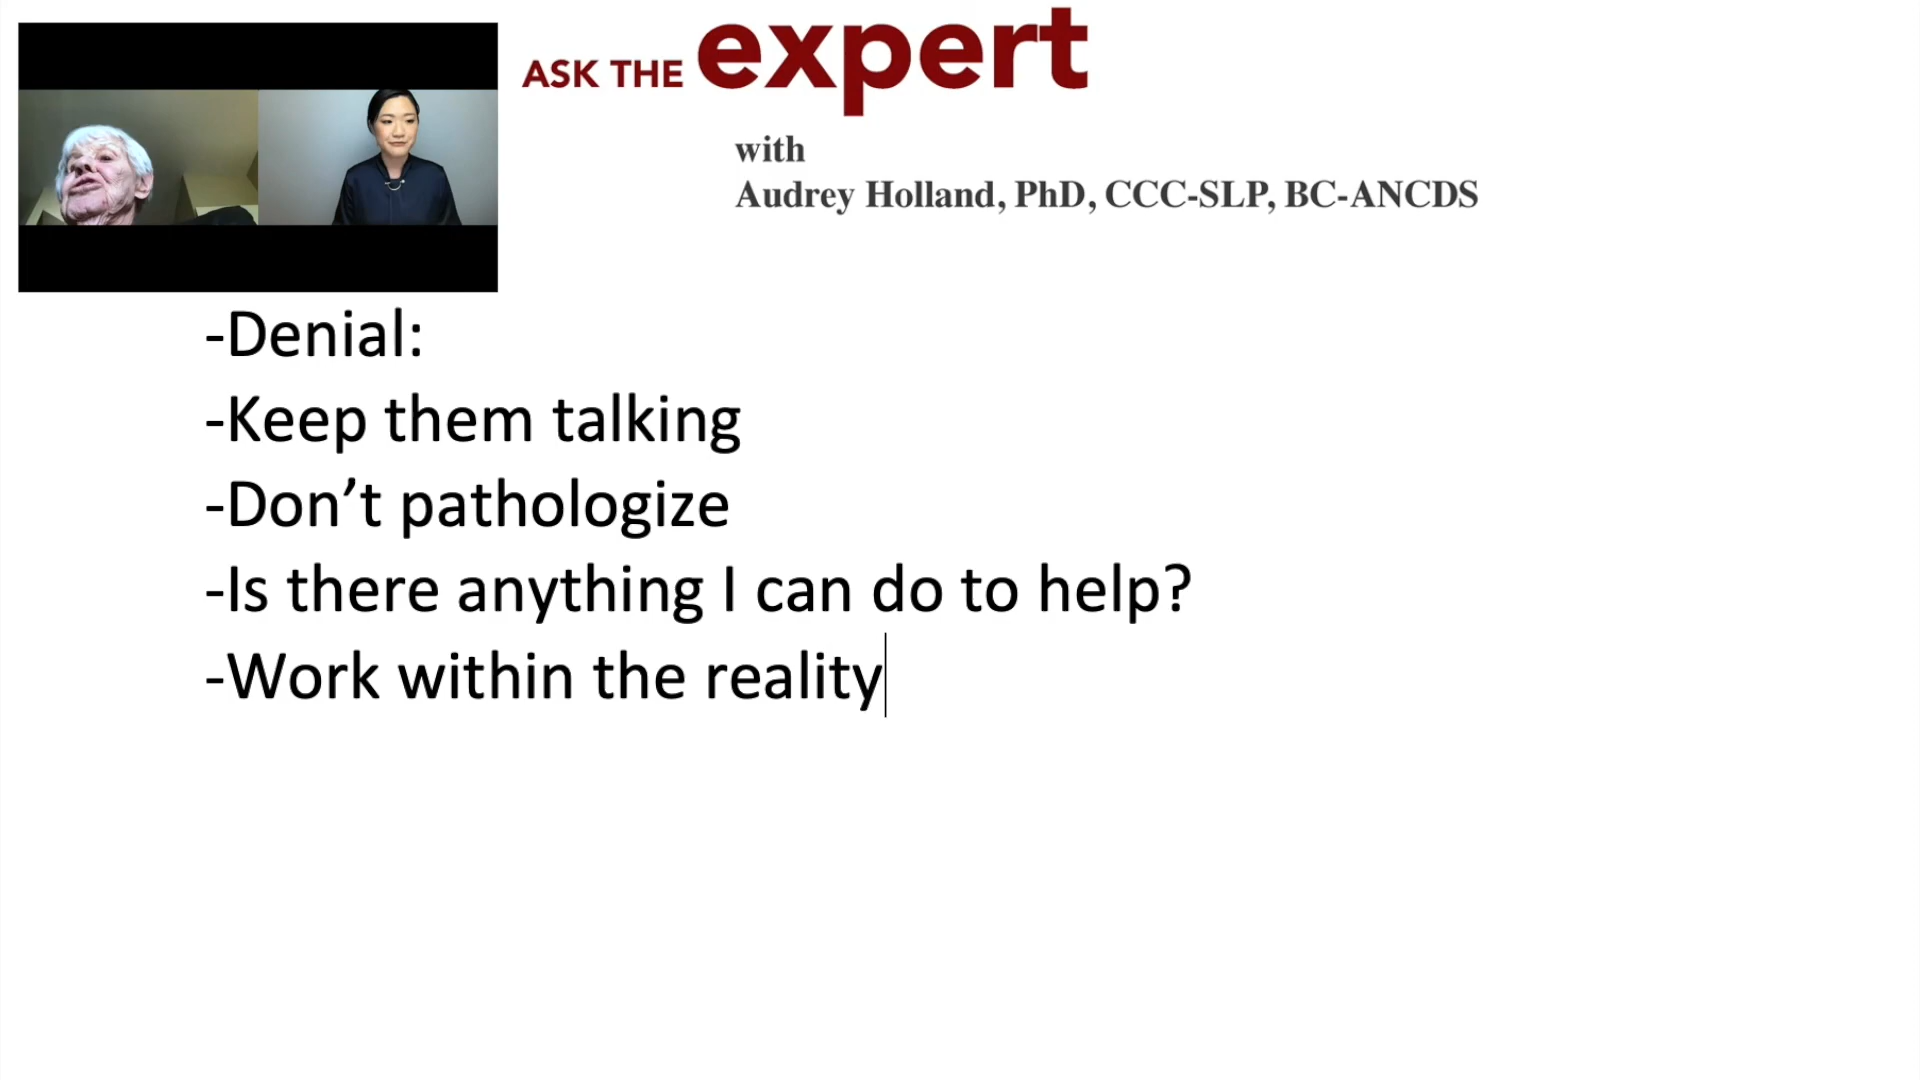 ASK THE expert
with
Audrey Holland, PhD, CCC-SLP, BC-ANCDS
-Denial:
-Keep them talking
-Don’t pathologize
-Is there anything I can do to help?
-Work within the reality